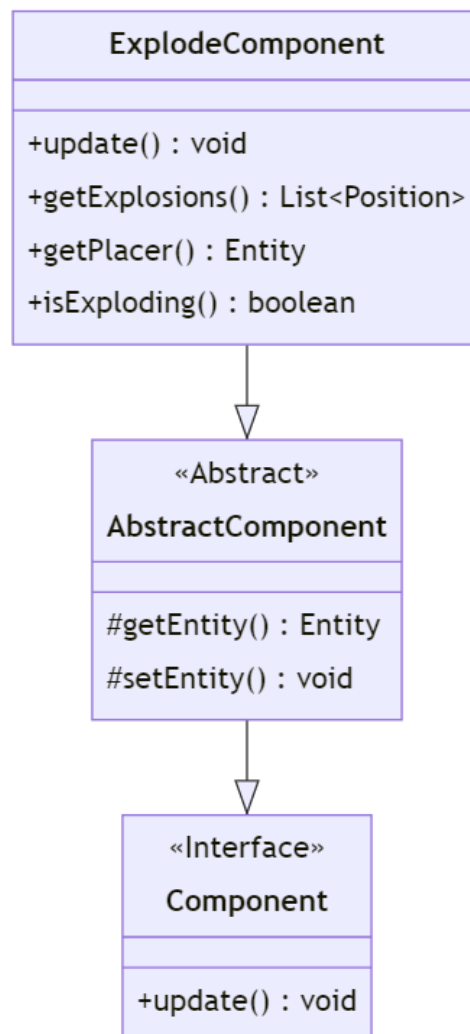 ExplodeComponent
+update() : void
+getExplosions() : List<Position>
+getPlacer() : Entity
+isExploding() : boolean
«Abstract»
AbstractComponent
#getEntity() : Entity
#setEntity() : void
«Interface»
Component
+update() : void